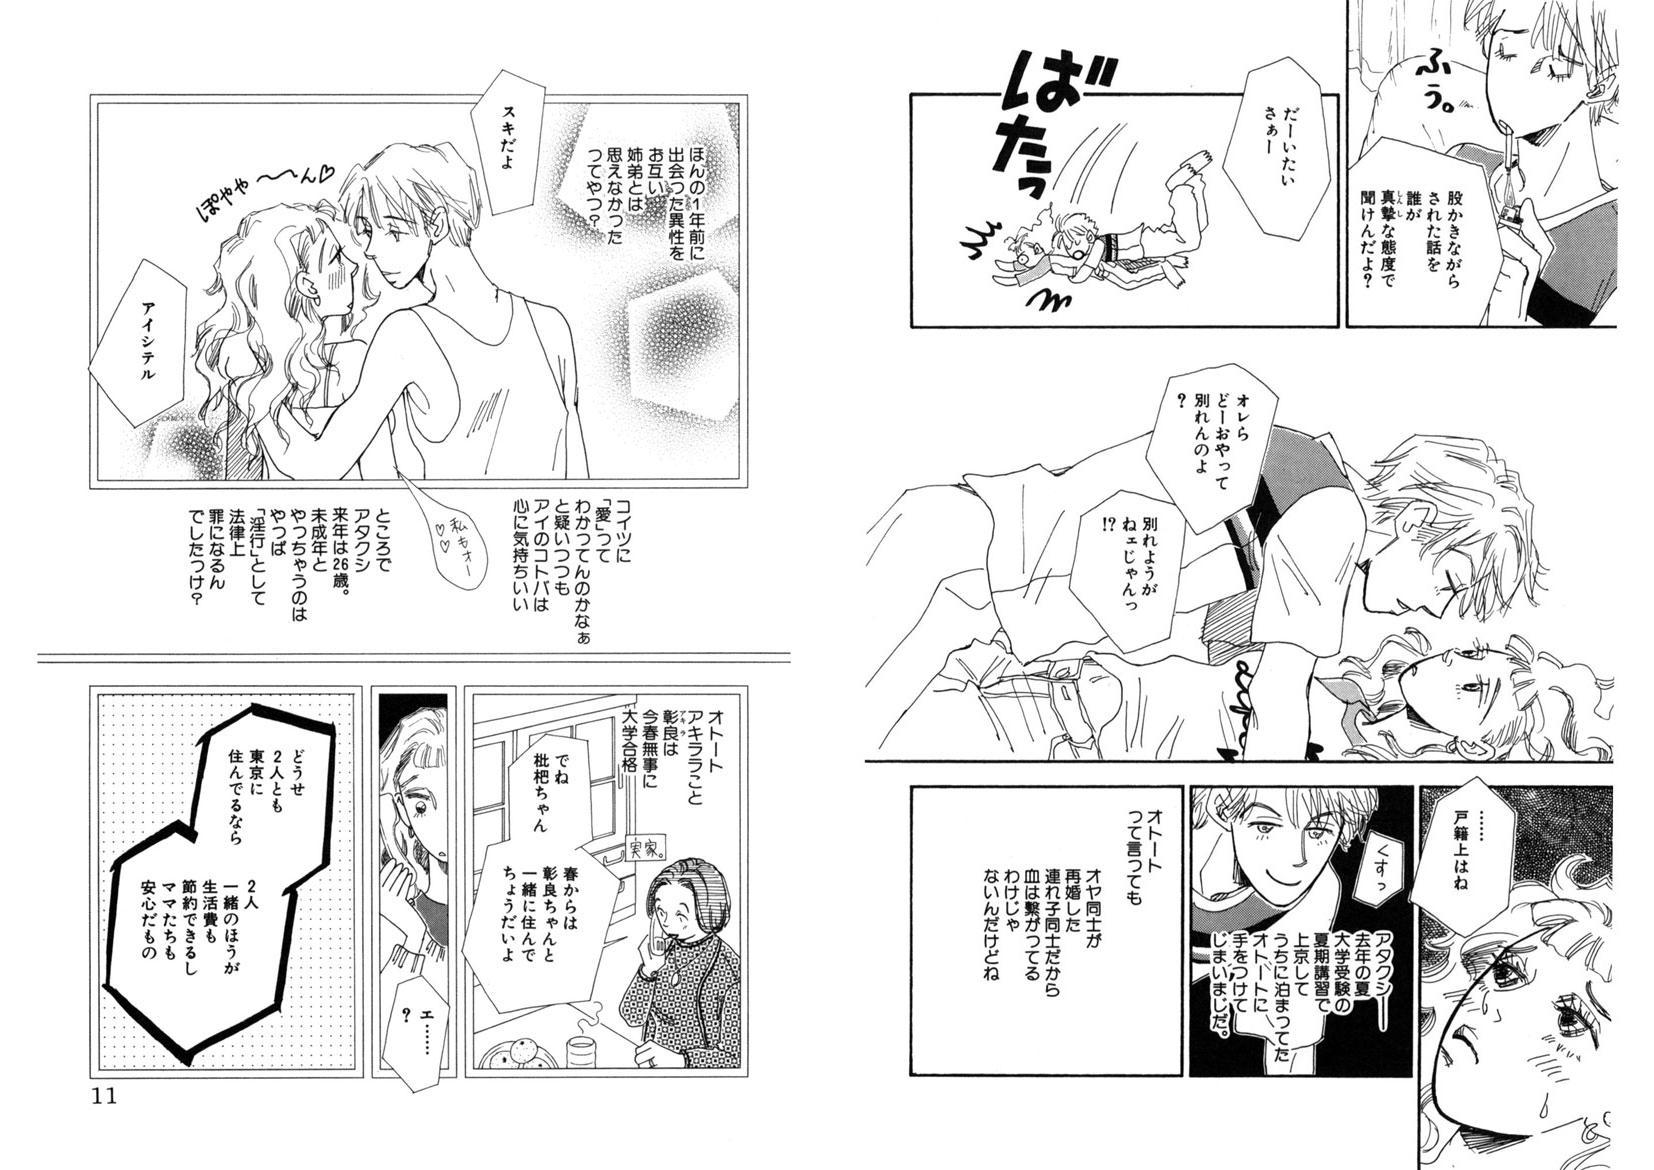 ふぅ。
股かきながら
された話を
誰が
真摯な態度で
しんし
聞けんだよ?
だーいたい
さぁー
ばたっ
オレら
どーおやって
別れんのよ
?
別れようが
ねェじゃんっ
!?
……
戸籍上はね
くすっ
アタクシ――
去年の夏
大学受験の
夏期講習で
上京して
うちに泊まってた
オトートに、
手をつけて
しまいました。
オトート
って言っても
オヤ同士が
再婚した
連れ子同士だから
血は繋がってる
わけじゃ
ないんだけどね
スキだよ
ほんの1年前に
出会った異性を
お互い
姉弟とは
思えなかった
ってやつ?
ぽややや〜〜ん♡
アイシテル
私もォー
♡♡
コイツに
「愛」って
わかってんのかなぁ
と疑いつつも
アイのコトバは
心に気持ちいい
ところで
アタクシ
来年は26歳。
未成年と
やっちゃうのは
やっぱ
「淫行」として
法律上
罪になるん
でしたっけ?
オトート
アキララこと
彰良は
アキラ
今春無事に
大学合格
実家。
でね
枇杷ちゃん
春からは
彰良ちゃんと
一緒に住んで
ちょうだいよ
エ……
?
どうせ
2人とも
東京に
住んでるなら
2人
一緒のほうが
生活費も
節約できるし
ママたちも
安心だもの
11